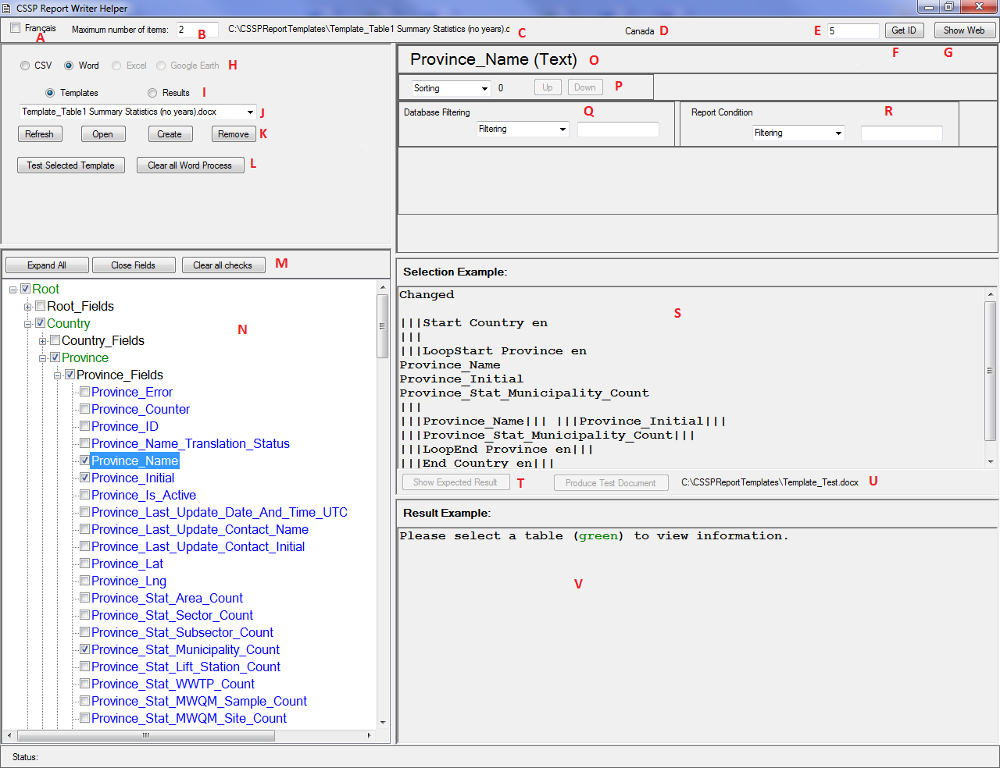 CSSP Report Writer Helper
Français A Maximum number of items: 2 B C:\CSSPReportTemplates\Template_Table1 Summary Statistics (no years).d C Canada D E 5 Get ID Show Web
F G
CSV Word Excel Google Earth H
Templates Results I
Template_Table1 Summary Statistics (no years).docx J
Refresh Open Create Remove K
Test Selected Template Clear all Word Process L
Province_Name (Text) O
Sorting 0 Up Down P
Database Filtering Q Report Condition R
Filtering Filtering
Expand All Close Fields Clear all checks M
Root
Root_Fields
Country N
Country_Fields
Province
Province_Fields
Province_Error
Province_Counter
Province_ID
Province_Name_Translation_Status
Province_Name
Province_Initial
Province_Is_Active
Province_Last_Update_Date_And_Time_UTC
Province_Last_Update_Contact_Name
Province_Last_Update_Contact_Initial
Province_Lat
Province_Lng
Province_Stat_Area_Count
Province_Stat_Sector_Count
Province_Stat_Subsector_Count
Province_Stat_Municipality_Count
Province_Stat_Lift_Station_Count
Province_Stat_WWTP_Count
Province_Stat_MWQM_Sample_Count
Province_Stat_MWQM_Site_Count
Selection Example:
Changed
S
|||Start Country en
|||
|||LoopStart Province en
Province_Name
Province_Initial
Province_Stat_Municipality_Count
|||
|||Province_Name||| |||Province_Initial|||
|||Province_Stat_Municipality_Count|||
|||LoopEnd Province en|||
|||End Country en|||
Show Expected Result T Produce Test Document C:\CSSPReportTemplates\Template_Test.docx U
Result Example:
Please select a table (green) to view information.
V
Status: